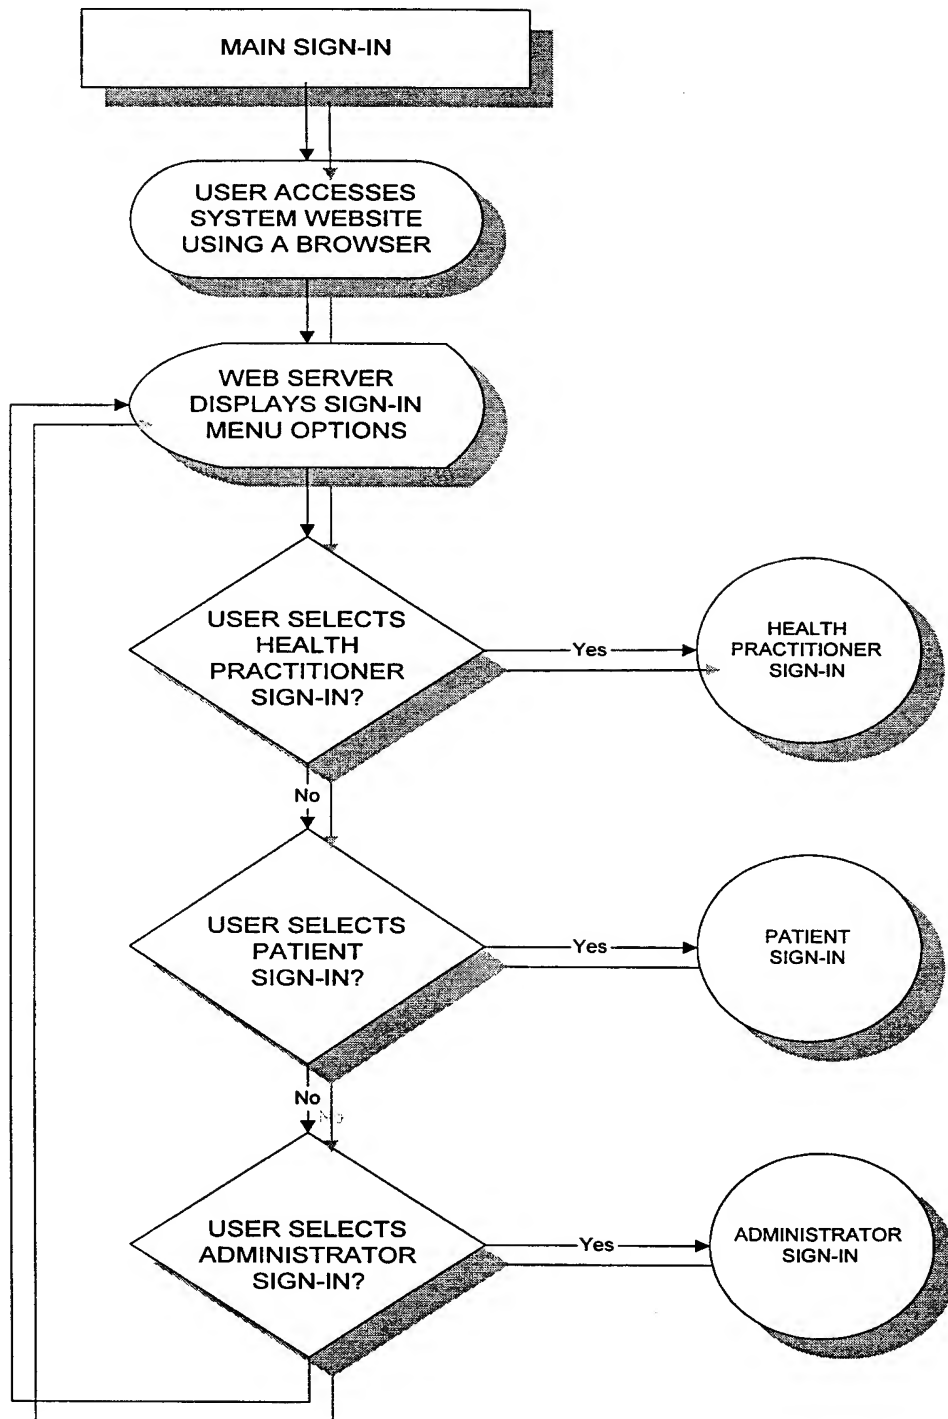 MAIN SIGN-IN
USER ACCESSES
SYSTEM WEBSITE
USING A BROWSER
WEB SERVER
DISPLAYS SIGN-IN
MENU OPTIONS
USER SELECTS
HEALTH
PRACTITIONER
SIGN-IN?
Yes
HEALTH
PRACTITIONER
SIGN-IN
No
USER SELECTS
PATIENT
SIGN-IN?
Yes
PATIENT
SIGN-IN
No
No
USER SELECTS
ADMINISTRATOR
SIGN-IN?
Yes
ADMINISTRATOR
SIGN-IN